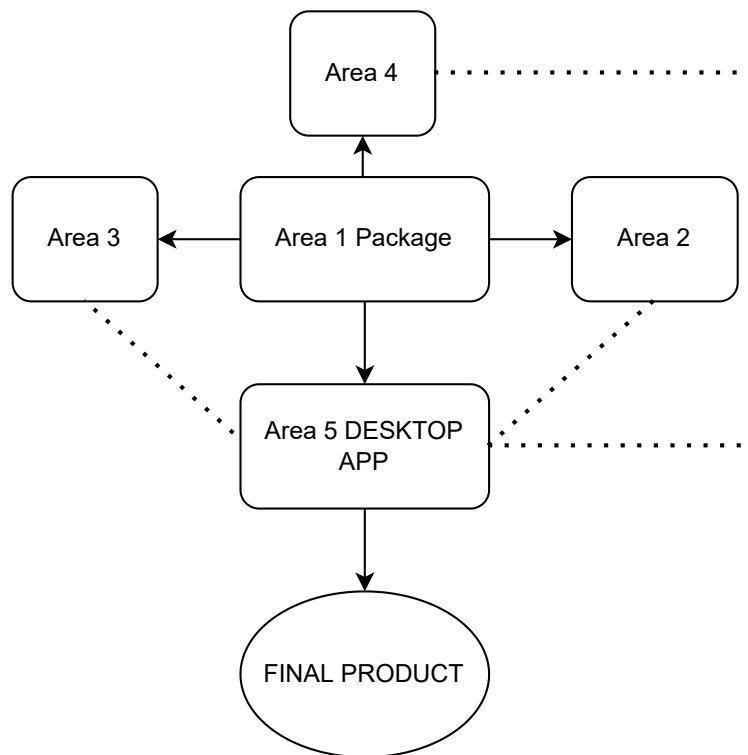 Area 4
Area 3
Area 1 Package
Area 2
Area 5 DESKTOP
APP
FINAL PRODUCT